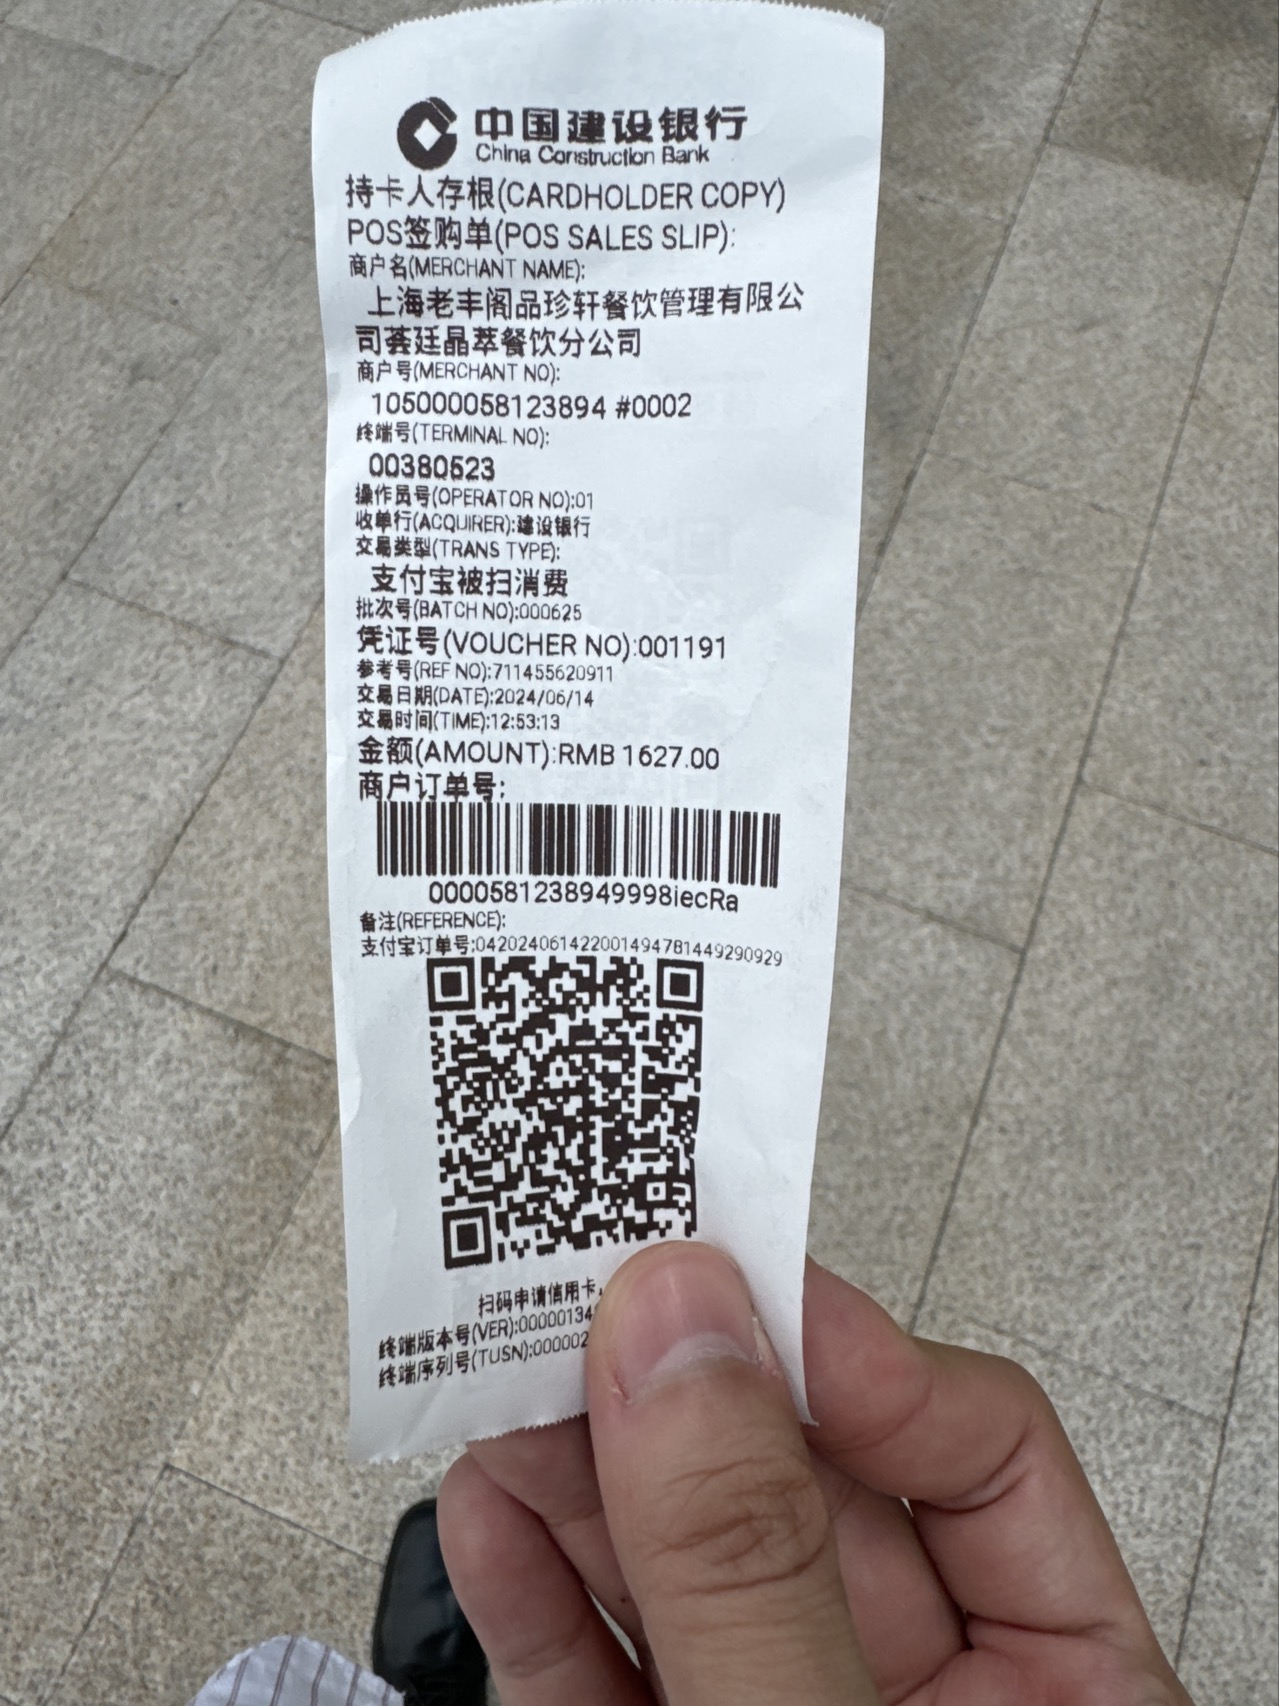 中国建设银行
China Construction Bank
持卡人存根(CARDHOLDER COPY)
POS签购单(POS SALES SLIP):
商户名(MERCHANT NAME):
上海老丰阁品珍轩餐饮管理有限公
司荟廷晶萃餐饮分公司
商户号(MERCHANT NO):
105000058123894 #0002
终端号(TERMINAL NO):
00380523
操作员号(OPERATOR NO):01
收单行(ACQUIRER):建设银行
交易类型(TRANS TYPE):
支付宝被扫消费
批次号(BATCH NO):000625
凭证号(VOUCHER NO):001191
参考号(REF NO):711455620911
交易日期(DATE):2024/06/14
交易时间(TIME):12:53:13
金额(AMOUNT):RMB 1627.00
商户订单号:
0000581238949998iecRa
备注(REFERENCE):
支付宝订单号:0420240614220014947814492​90929
扫码申请信用卡
终端版本号(VER):0000013
终端序列号(TUSN):000002